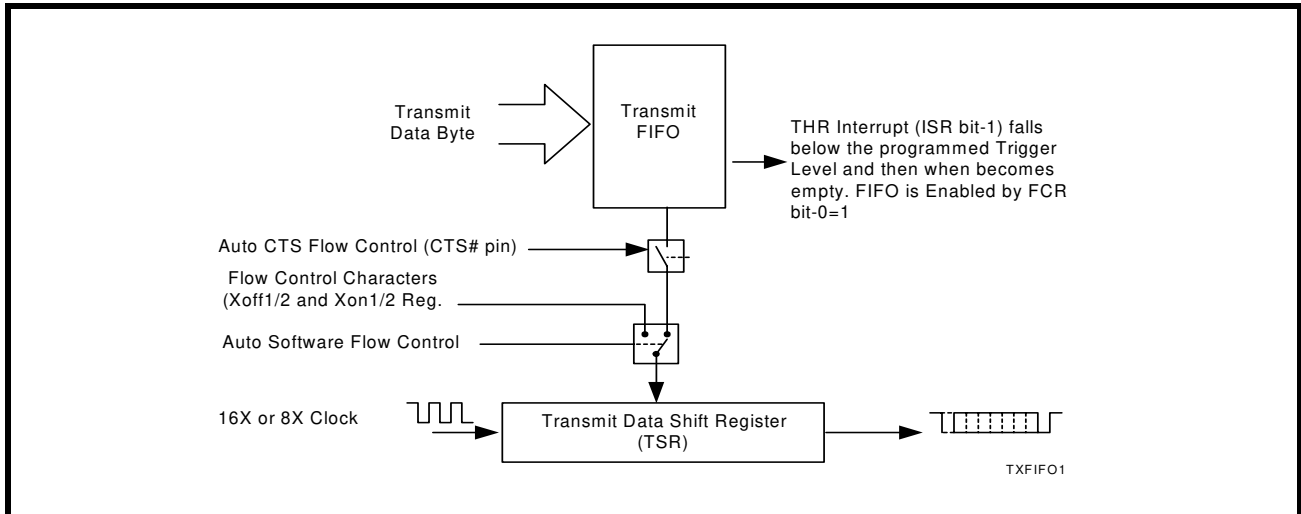 Transmit
Data Byte
Transmit
FIFO
THR Interrupt (ISR bit-1) falls
below the programmed Trigger
Level and then when becomes
empty. FIFO is Enabled by FCR
bit-0=1
Auto CTS Flow Control (CTS# pin)
Flow Control Characters
(Xoff1/2 and Xon1/2 Reg.
Auto Software Flow Control
16X or 8X Clock
Transmit Data Shift Register
(TSR)
TXFIFO1